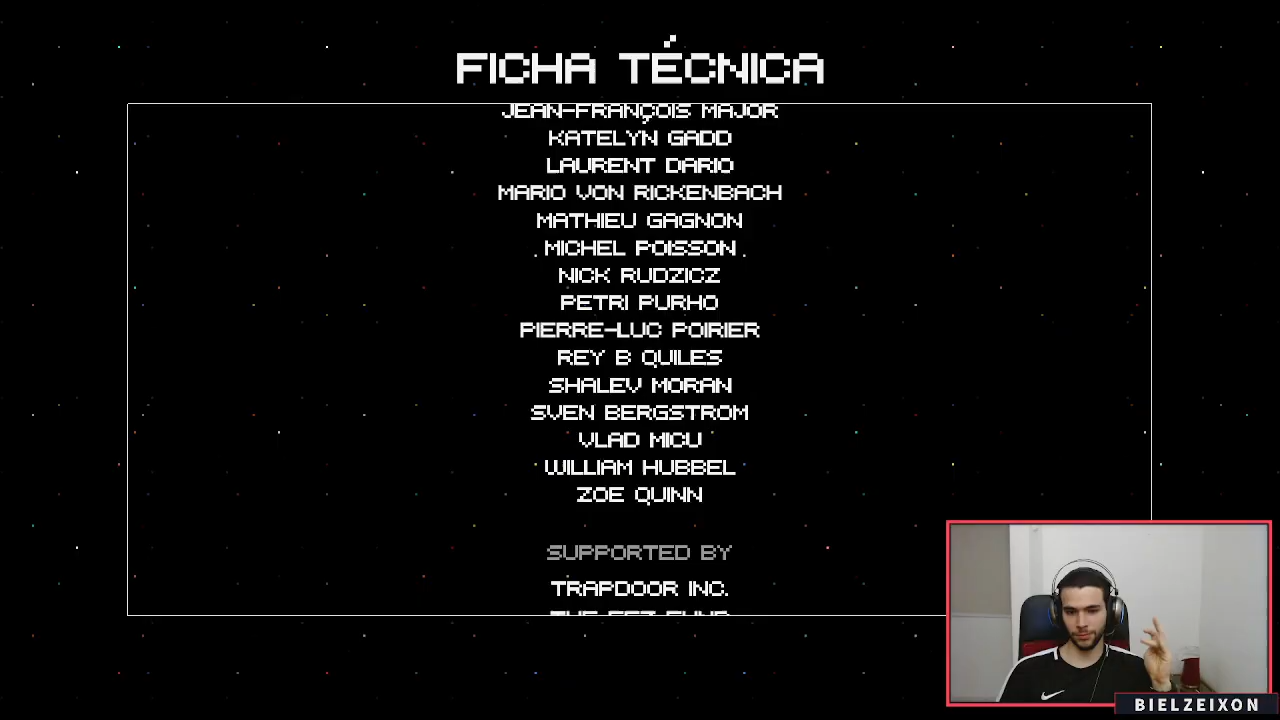 FICHA TÉCNICA
JEAN-FRANÇOIS MAJOR
KATELYN GADD
LAURENT DARIO
MARIO VON RICKENBACH
MATHIEU GAGNON
MICHEL POISSON
NICK RUDZICZ
PETRI PURHO
PIERRE-LUC POIRIER
REY B QUILES
SHALEV MORAN
SVEN BERGSTROM
VLAD MICU
WILLIAM HUBBEL
ZOE QUINN
SUPPORTED BY
TRAPDOOR INC.
BIELZEIXON